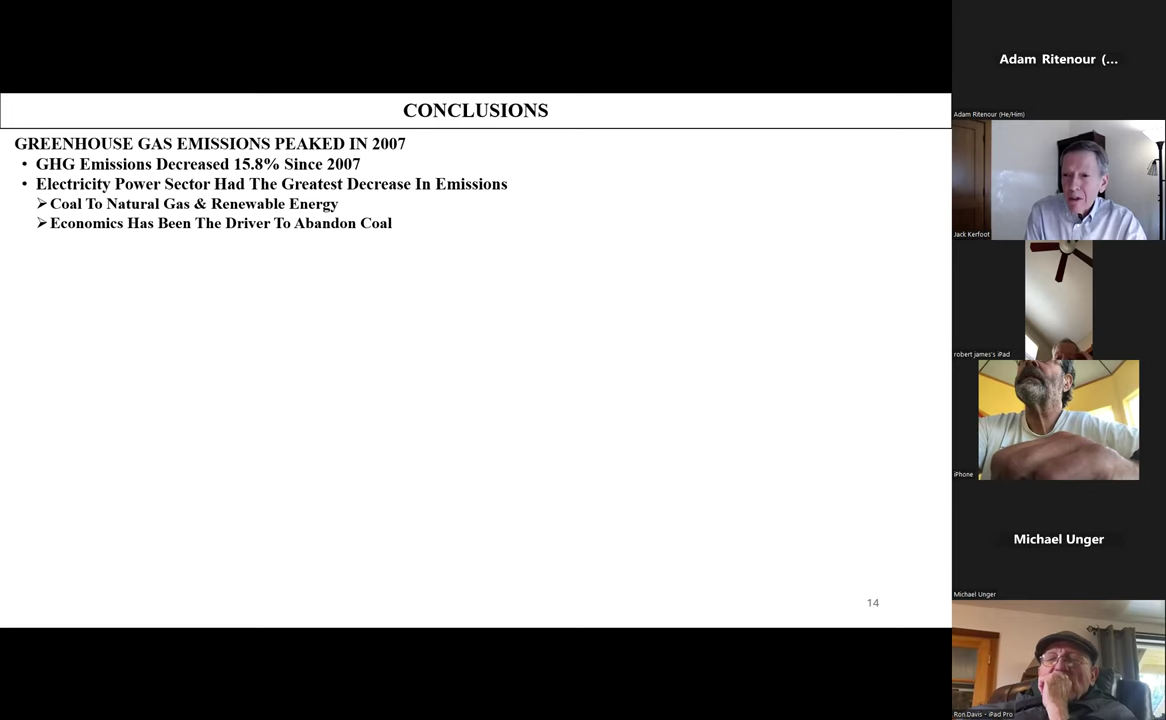 CONCLUSIONS
GREENHOUSE GAS EMISSIONS PEAKED IN 2007
• GHG Emissions Decreased 15.8% Since 2007
• Electricity Power Sector Had The Greatest Decrease In Emissions
➢Coal To Natural Gas & Renewable Energy
➢Economics Has Been The Driver To Abandon Coal
14
Adam Ritenour (...
Adam Ritenour (He/Him)
Jack Kerfoot
robert james's iPad
iPhone
Michael Unger
Michael Unger
Ron Davis - iPad Pro